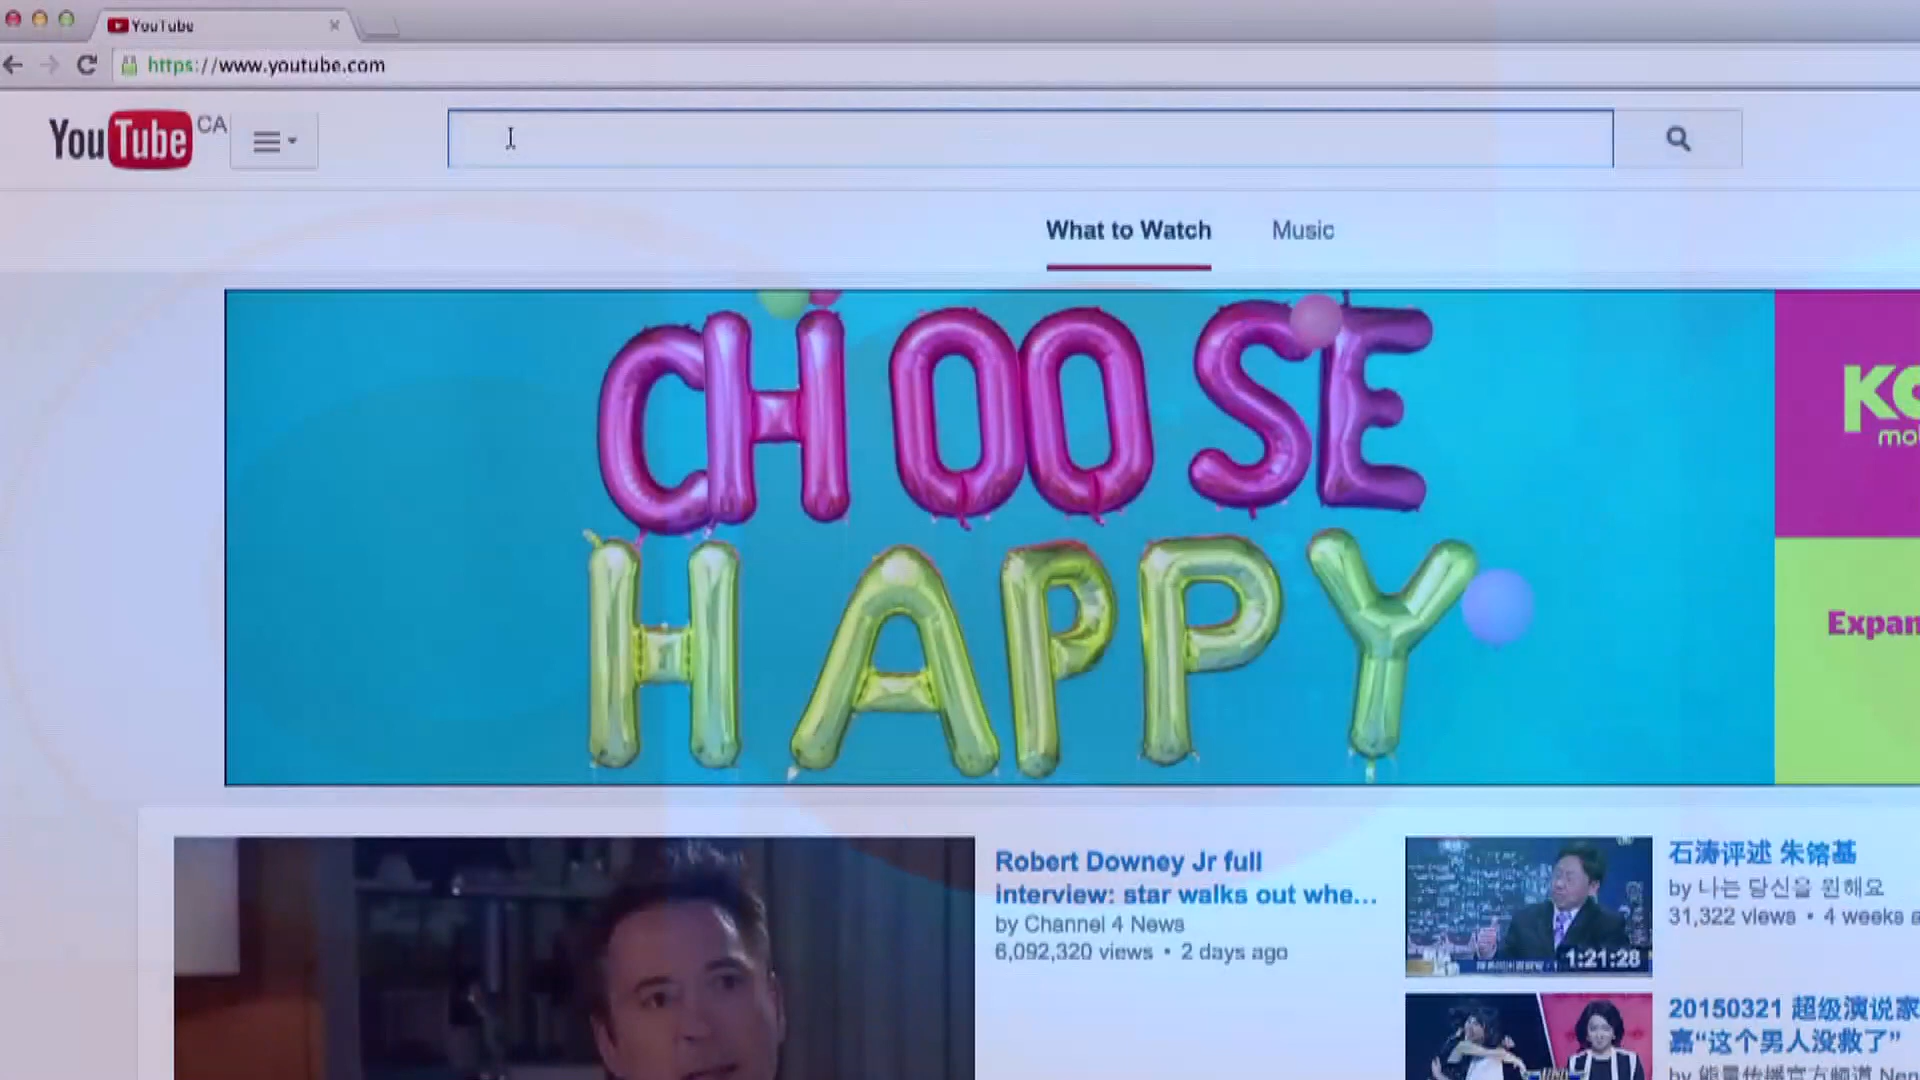 YouTube
https://www.youtube.com
YouTube CA
What to Watch
Music
CHOOSE
HAPPY
Expan
Robert Downey Jr full
interview: star walks out whe...
by Channel 4 News
6,092,320 views • 2 days ago
石涛评述 朱镕基
by 나는 당신을 원해요
31,322 views • 4 weeks a
1:21:28
20150321 超级演说家
嘉“这个男人没救了”